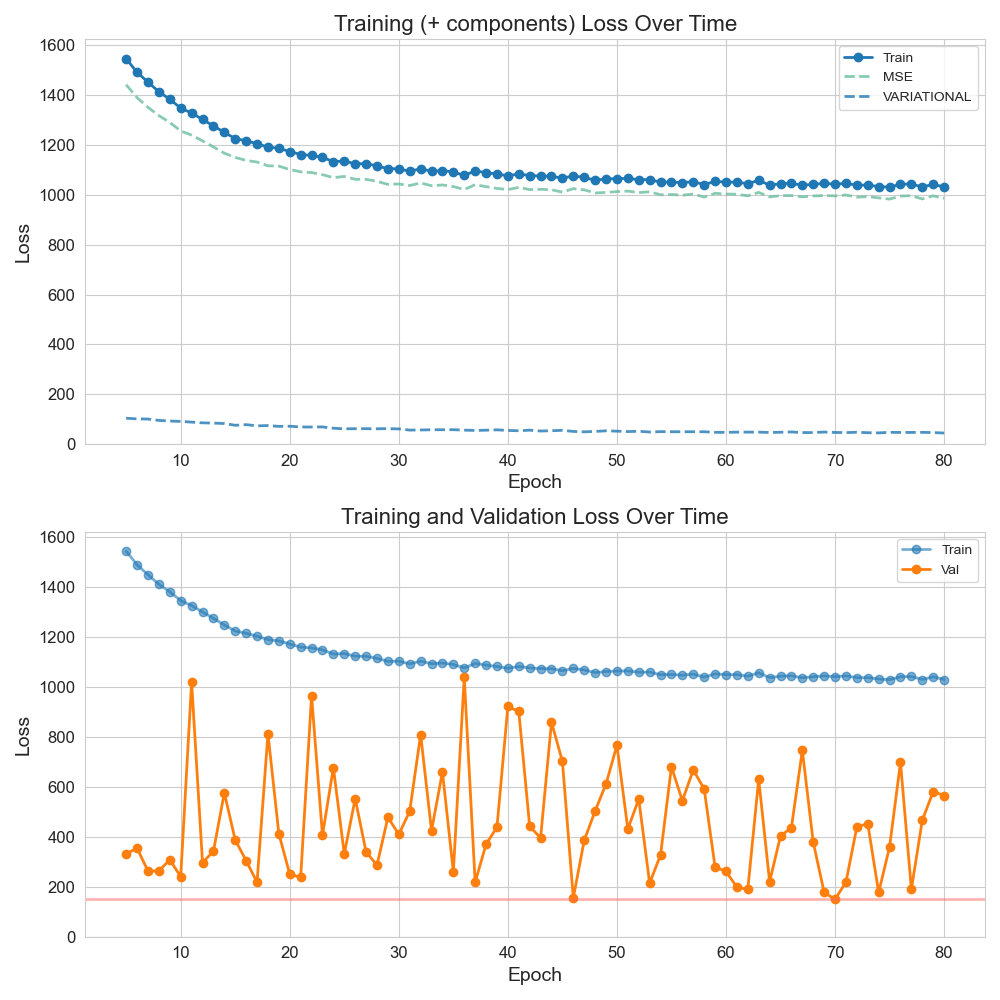 Training (+ components) Loss Over Time
1600
1400
1200
1000
800
600
400
200
0
Loss
Train
MSE
VARIATIONAL
10 20 30 40 50 60 70 80
Epoch
Training and Validation Loss Over Time
1600
1400
1200
1000
800
600
400
200
0
Loss
Train
Val
10 20 30 40 50 60 70 80
Epoch